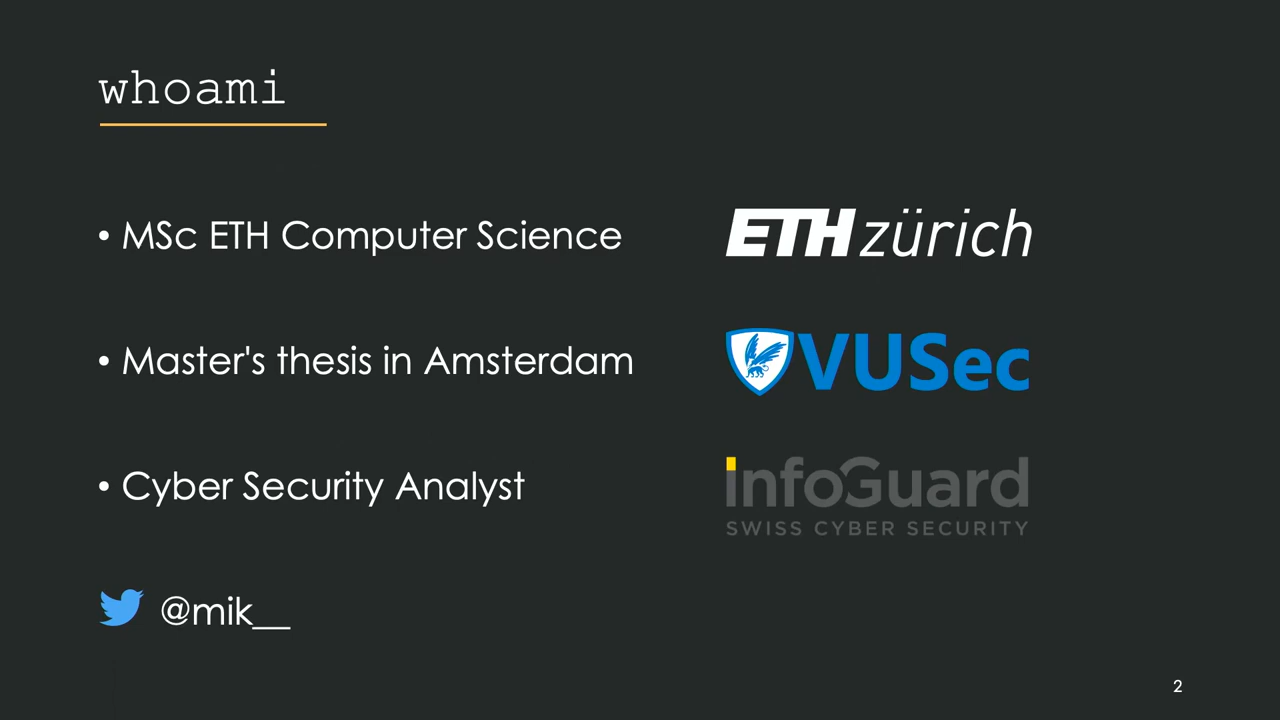 whoami
• MSc ETH Computer Science
ETH zürich
• Master's thesis in Amsterdam
VUSec
• Cyber Security Analyst
infoGuard
SWISS CYBER SECURITY
@mik__
2